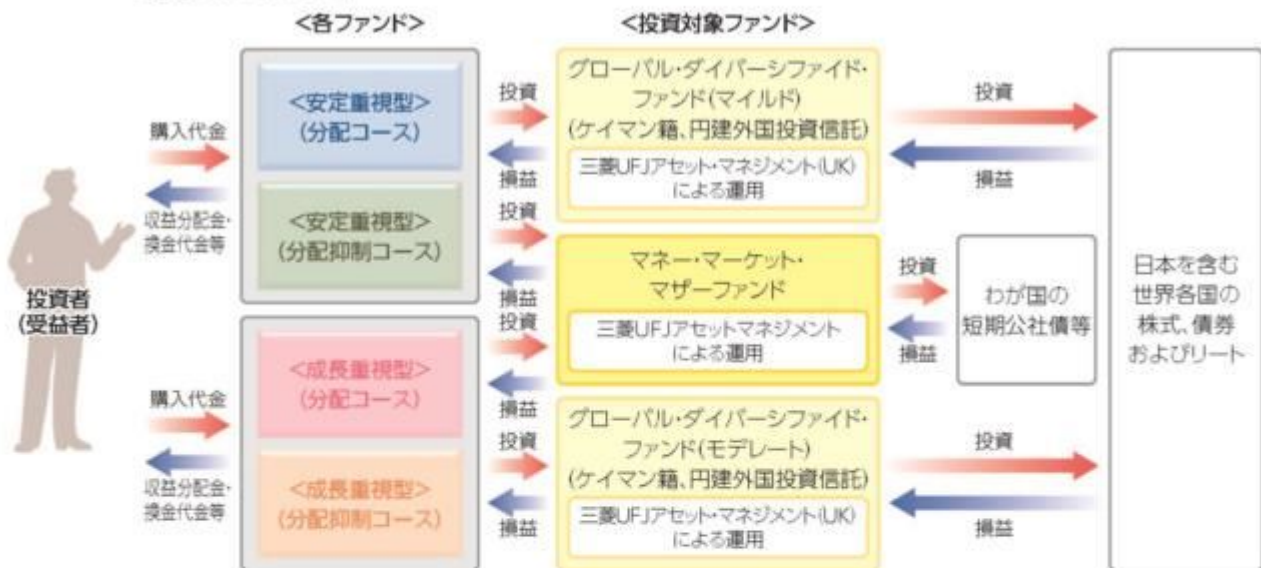 <各ファンド>
<投資対象ファンド>
投資者
(受益者)
購入代金
収益分配金・
換金代金等
購入代金
収益分配金・
換金代金等
<安定重視型>
(分配コース)
<安定重視型>
(分配抑制コース)
<成長重視型>
(分配コース)
<成長重視型>
(分配抑制コース)
投資
損益
投資
損益
投資
損益
投資
損益
グローバル・ダイバーシファイド・
ファンド(マイルド)
(ケイマン籍、円建外国投資信託)
三菱UFJアセット・マネジメント(UK)
による運用
マネー・マーケット・
マザーファンド
三菱UFJアセットマネジメント
による運用
グローバル・ダイバーシファイド・
ファンド(モデレート)
(ケイマン籍、円建外国投資信託)
三菱UFJアセット・マネジメント(UK)
による運用
投資
損益
投資
損益
わが国の
短期公社債等
投資
損益
日本を含む
世界各国の
株式、債券
およびリート